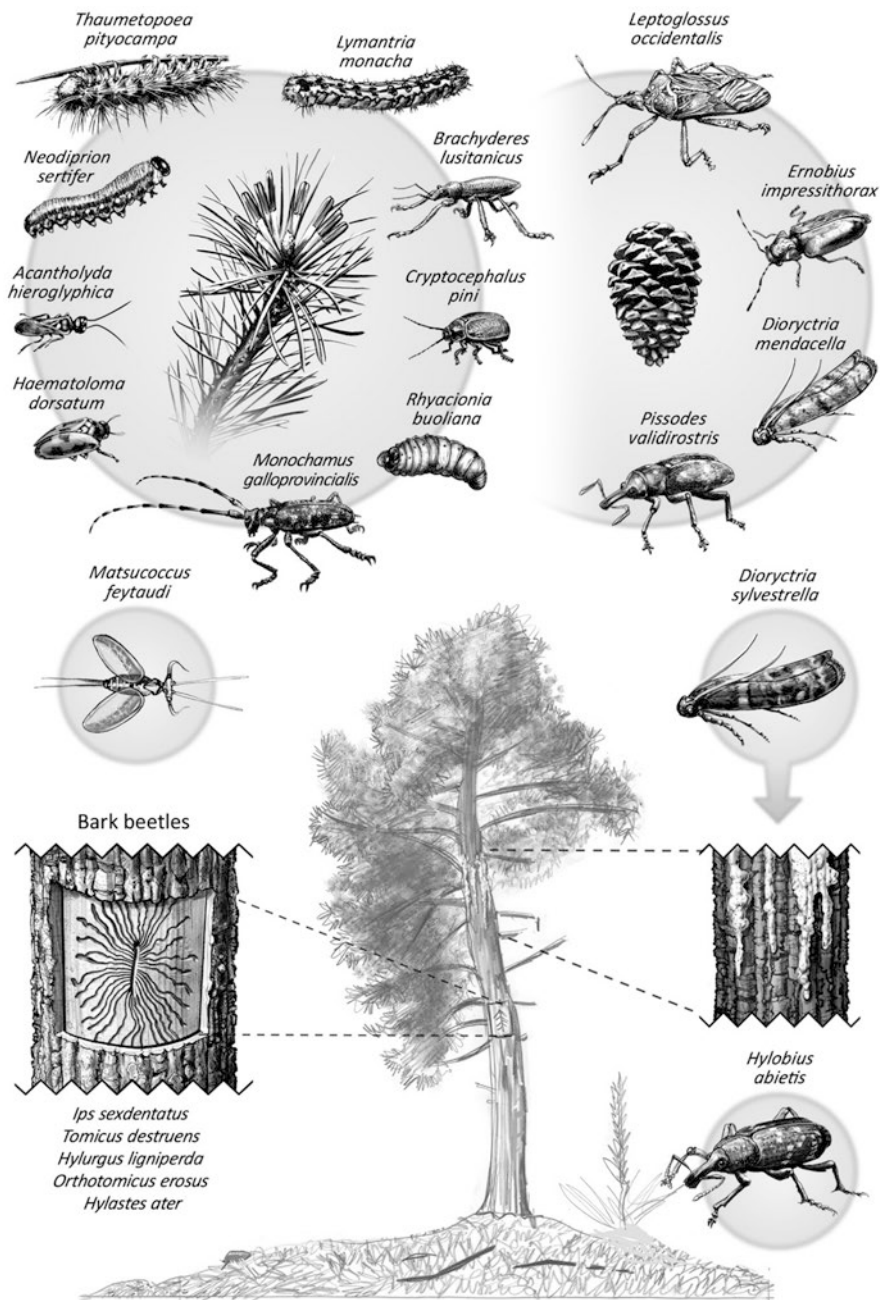 Thaumetopoea
pityocampa
Lymantria
monacha
Leptoglossus
occidentalis
Neodiprion
sertifer
Brachyderes
lusitanicus
Ernobius
impressithorax
Acantholyda
hieroglyphica
Cryptocephalus
pini
Dioryctria
mendacella
Haematoloma
dorsatum
Rhyacionia
buoliana
Pissodes
validirostris
Monochamus
galloprovincialis
Matsucoccus
feytaudi
Dioryctria
sylvestrella
Bark beetles
Ips sexdentatus
Tomicus destruens
Hylurgus ligniperda
Orthotomicus erosus
Hylastes ater
Hylobius
abietis